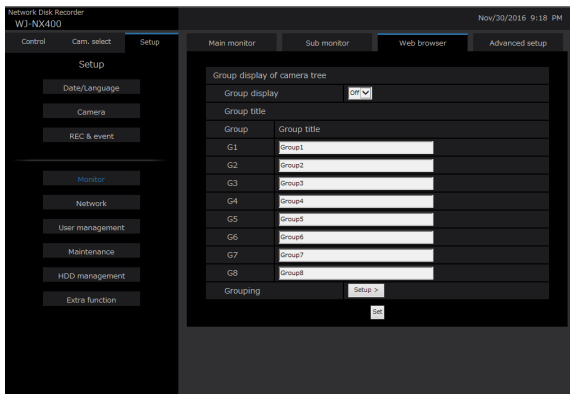 Network Disk Recorder
WJ-NX400
Nov/30/2016 9:18 PM
Control Cam. select Setup
Main monitor Sub monitor Web browser Advanced setup
Setup
Date/Language
Camera
REC & event
Monitor
Network
User management
Maintenance
HDD management
Extra function
Group display of camera tree
Group display Off
Group title
Group Group title
G1 Group1
G2 Group2
G3 Group3
G4 Group4
G5 Group5
G6 Group6
G7 Group7
G8 Group8
Grouping Setup >
Set